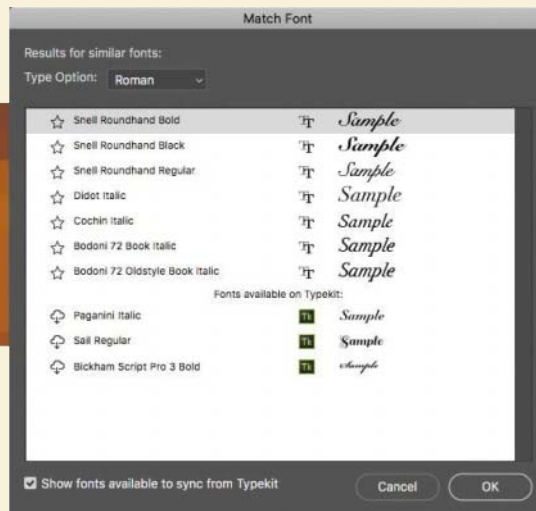 Match Font
Results for similar fonts:
Type Option: Roman
Snell Roundhand Bold Sample
Snell Roundhand Black Sample
Snell Roundhand Regular Sample
Didot Italic Sample
Cochin Italic Sample
Bodoni 72 Book Italic Sample
Bodoni 72 Oldstyle Book Italic Sample
Fonts available on Typekit:
Paganini Italic Tk Sample
Sail Regular Tk Sample
Bickham Script Pro 3 Bold Tk Sample
Show fonts available to sync from Typekit Cancel OK